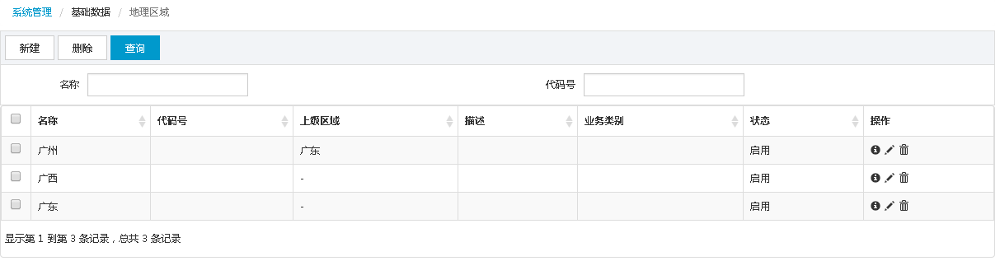 系统管理 / 基础数据 / 地理区域
新建 删除 查询
名称 代码号
名称 代码号 上级区域 描述 业务类别 状态 操作
广州 广东 启用
广西 - 启用
广东 - 启用
显示第 1 到第 3 条记录，总共 3 条记录